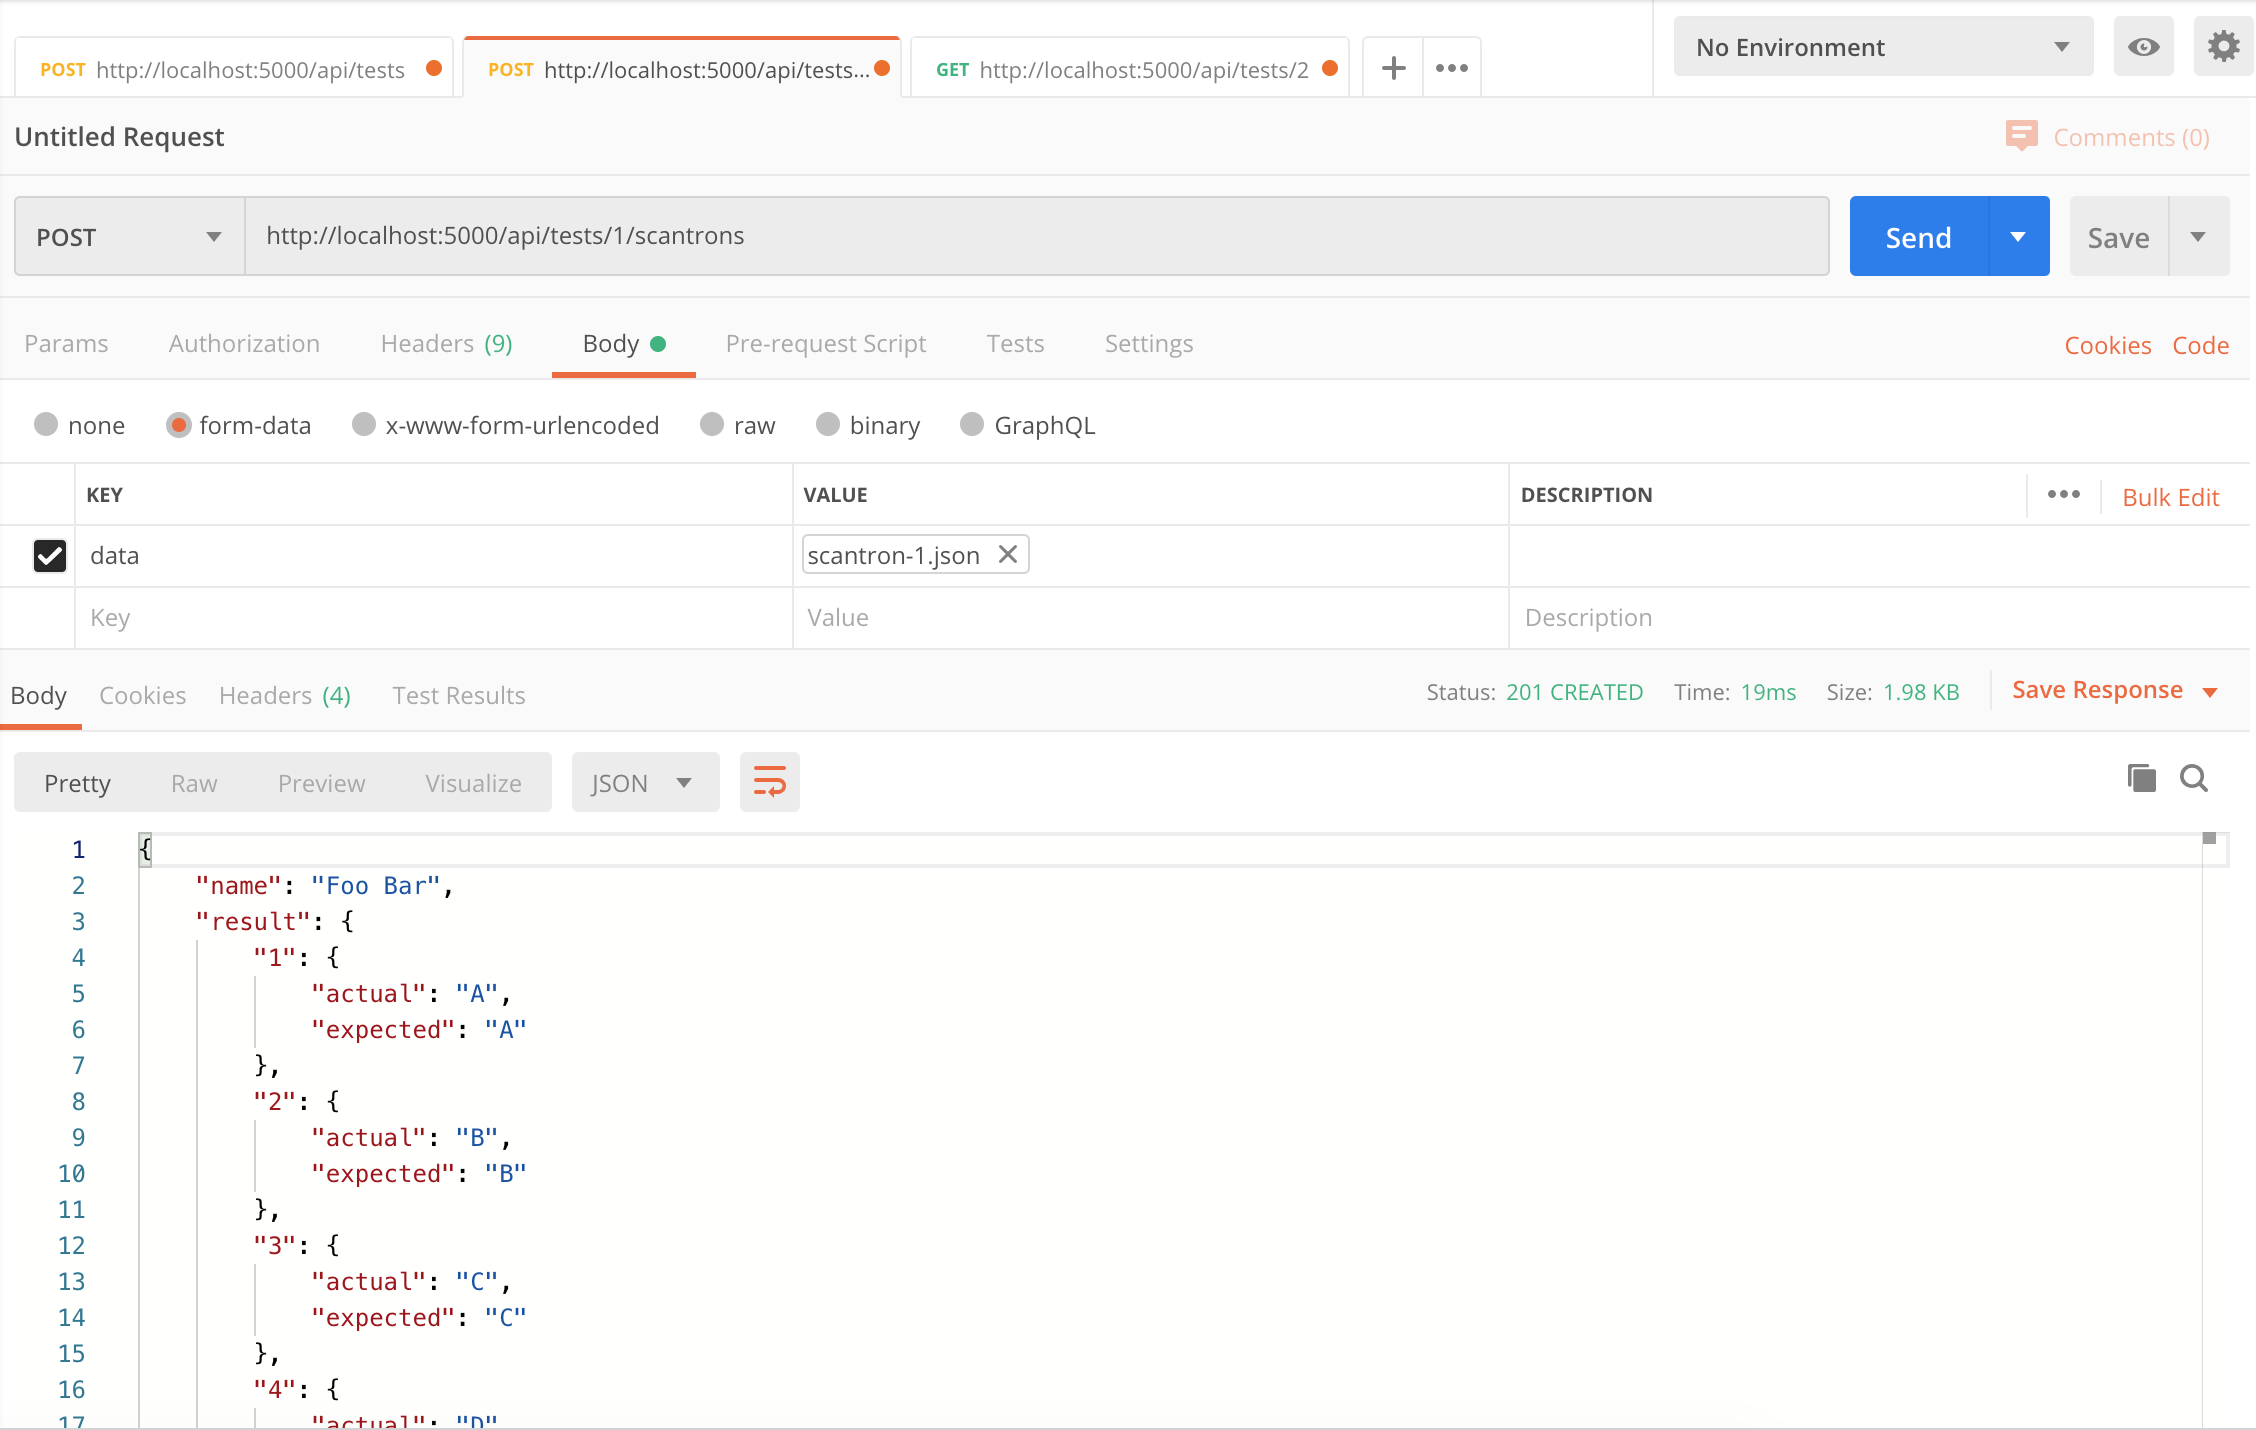 POST http://localhost:5000/api/tests POST http://localhost:5000/api/tests... GET http://localhost:5000/api/tests/2 No Environment
Untitled Request Comments (0)
POST http://localhost:5000/api/tests/1/scantrons Send Save
Params Authorization Headers (9) Body Pre-request Script Tests Settings Cookies Code
none form-data x-www-form-urlencoded raw binary GraphQL
KEY VALUE DESCRIPTION Bulk Edit
data scantron-1.json
Key Value Description
Body Cookies Headers (4) Test Results Status: 201 CREATED Time: 19ms Size: 1.98 KB Save Response
Pretty Raw Preview Visualize JSON
1 {
2 "name": "Foo Bar",
3 "result": {
4 "1": {
5 "actual": "A",
6 "expected": "A"
7 },
8 "2": {
9 "actual": "B",
10 "expected": "B"
11 },
12 "3": {
13 "actual": "C",
14 "expected": "C"
15 },
16 "4": {
17 "actual": "D"